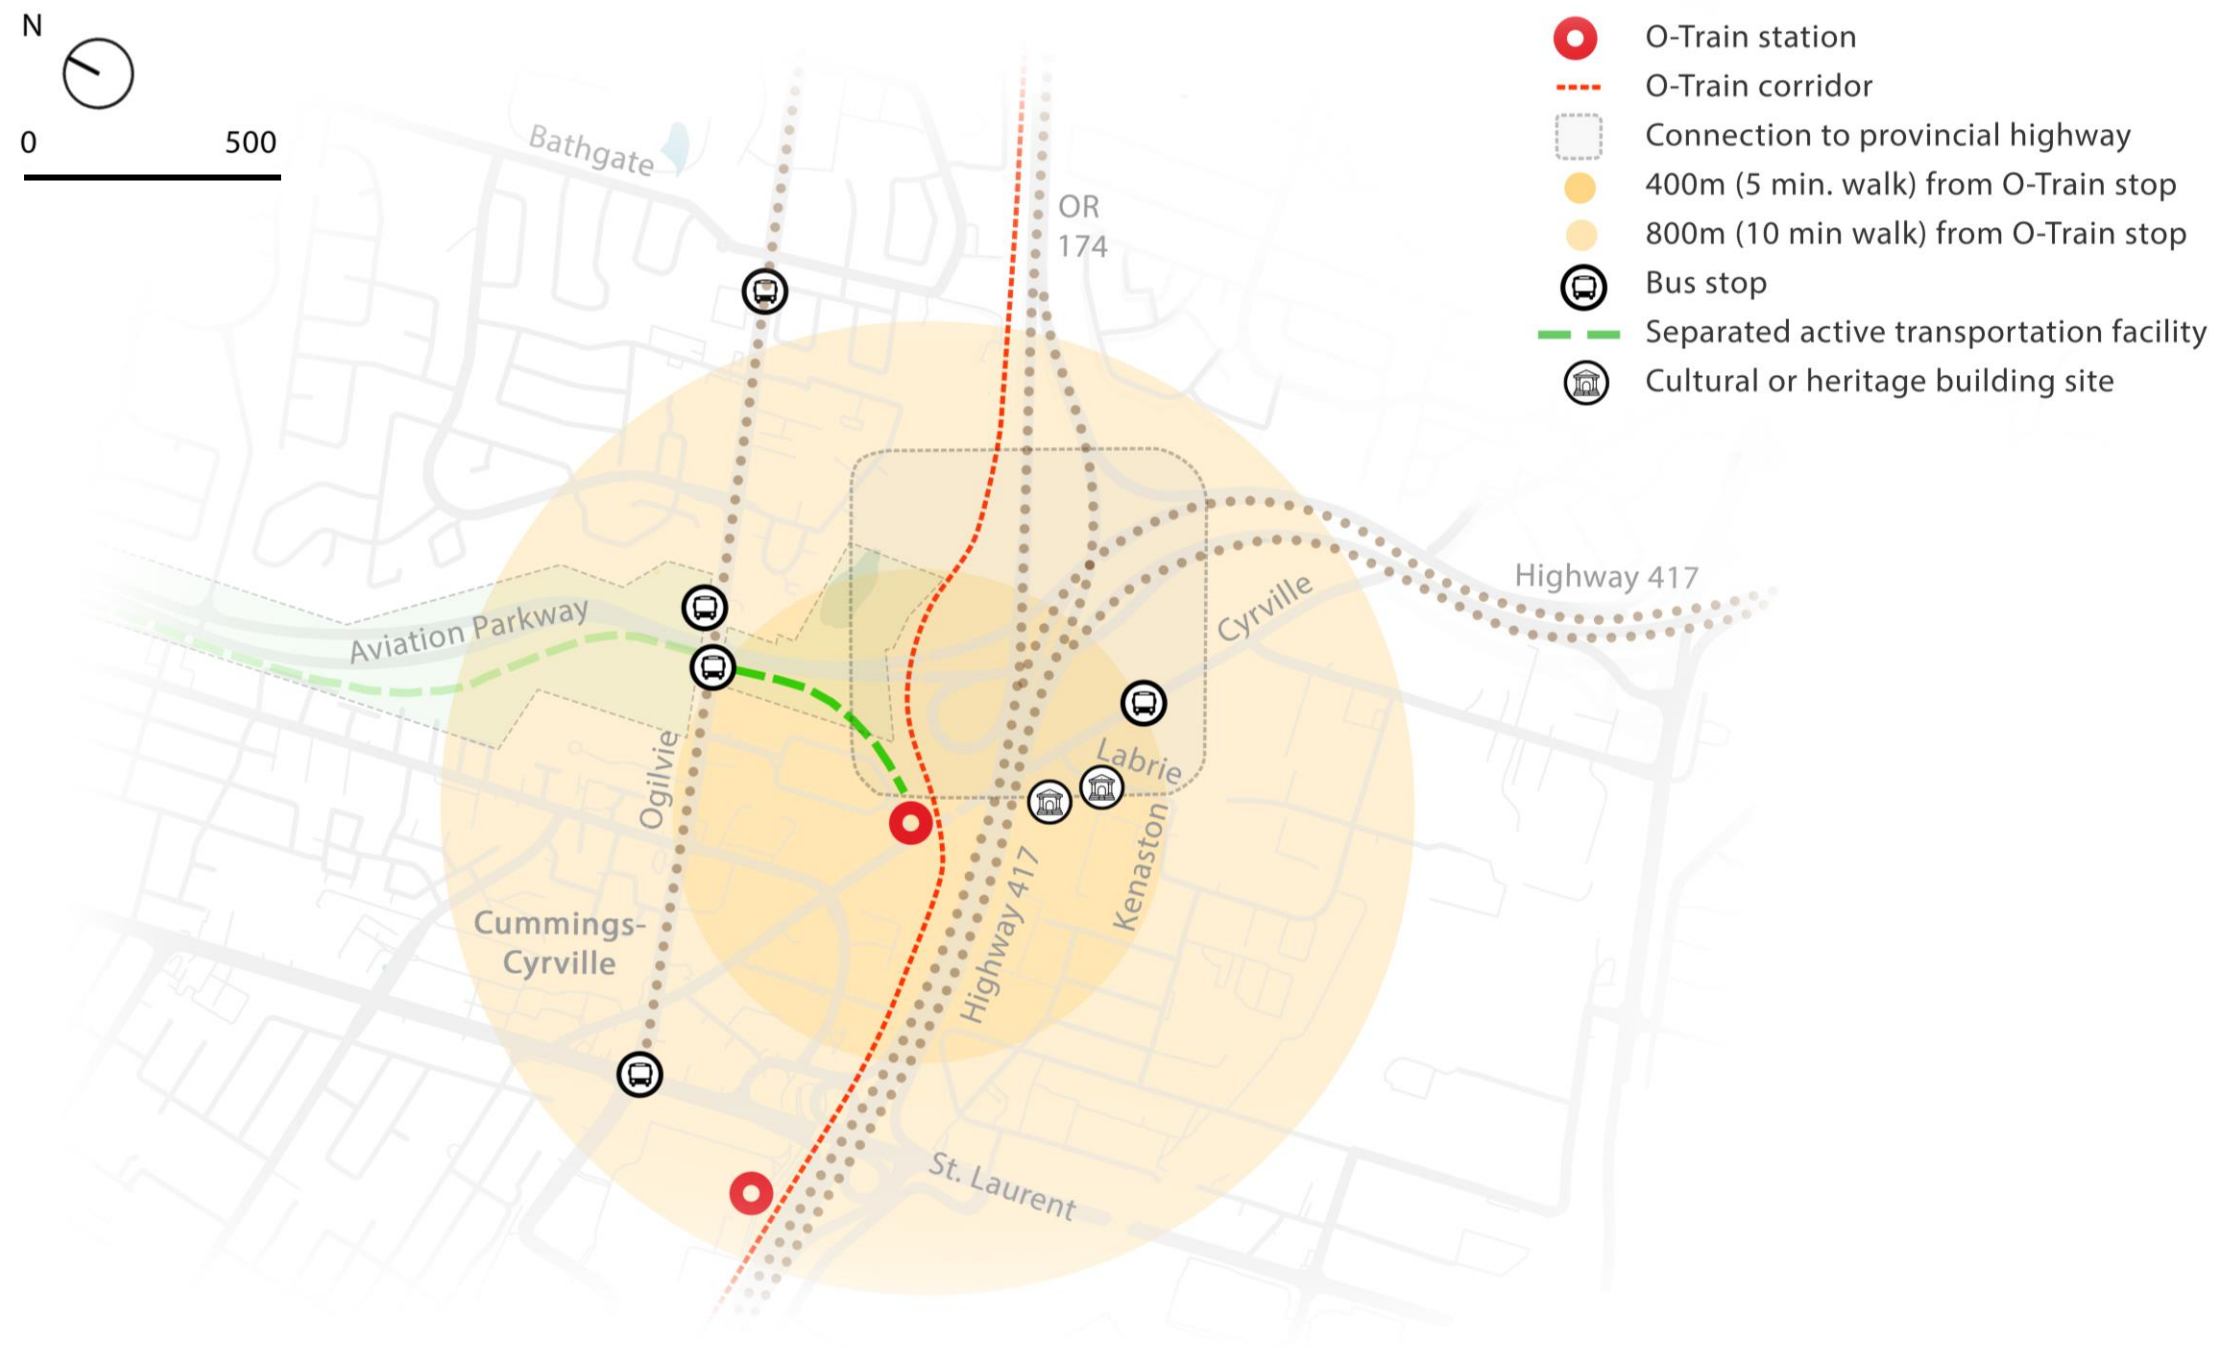 N
0 500
O-Train station
O-Train corridor
Connection to provincial highway
400m (5 min. walk) from O-Train stop
800m (10 min walk) from O-Train stop
Bus stop
Separated active transportation facility
Cultural or heritage building site
Bathgate
OR
174
Highway 417
Aviation Parkway
Cyrville
Ogilvie
Labrie
Kenaston
Highway 417
Cummings-
Cyrville
St. Laurent